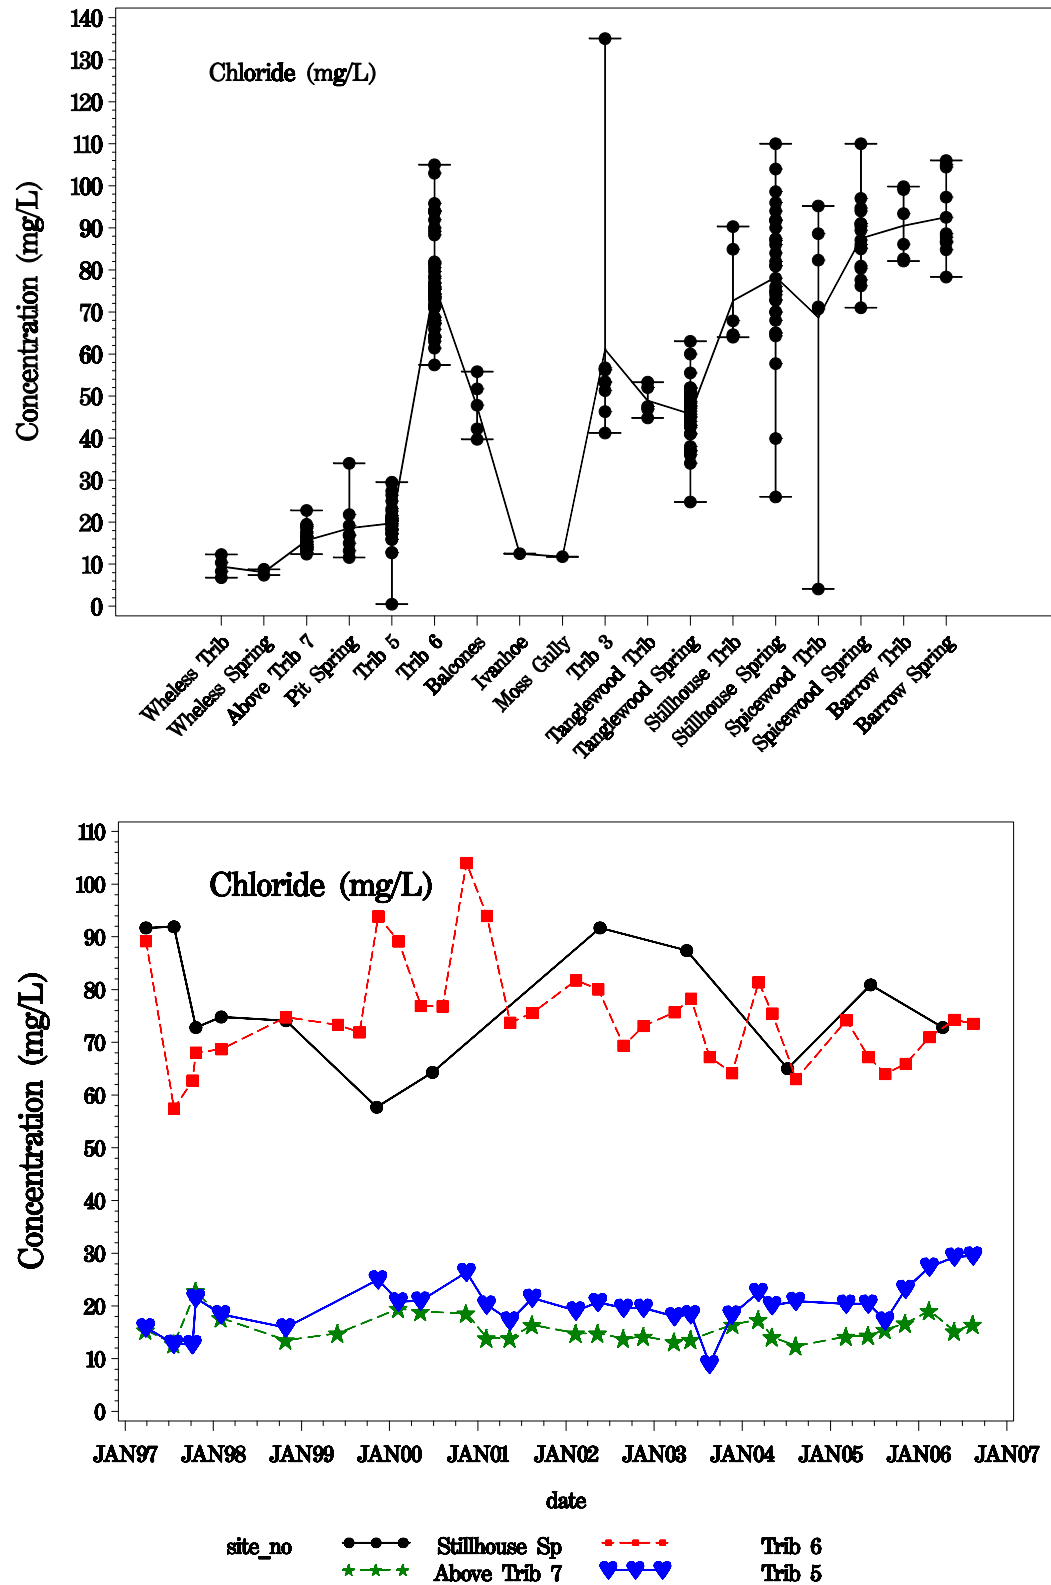 140
130
Chloride (mg/L)
120
110
100
90
80
70
60
50
40
30
20
10
0
Concentration (mg/L)
Wheless Trib
Wheless Spring
Above Trib 7
Pit Spring
Trib 5
Trib 6
Balcones
Ivanhoe
Moss Gully
Trib 3
Tanglewood Trib
Tanglewood Spring
Stillhouse Trib
Stillhouse Spring
Spicewood Trib
Spicewood Spring
Barrow Trib
Barrow Spring
110
100
Chloride (mg/L)
90
80
70
60
50
40
30
20
10
0
Concentration (mg/L)
JAN97 JAN98 JAN99 JAN00 JAN01 JAN02 JAN03 JAN04 JAN05 JAN06 JAN07
date
site_no Stillhouse Sp Trib 6
Above Trib 7 Trib 5